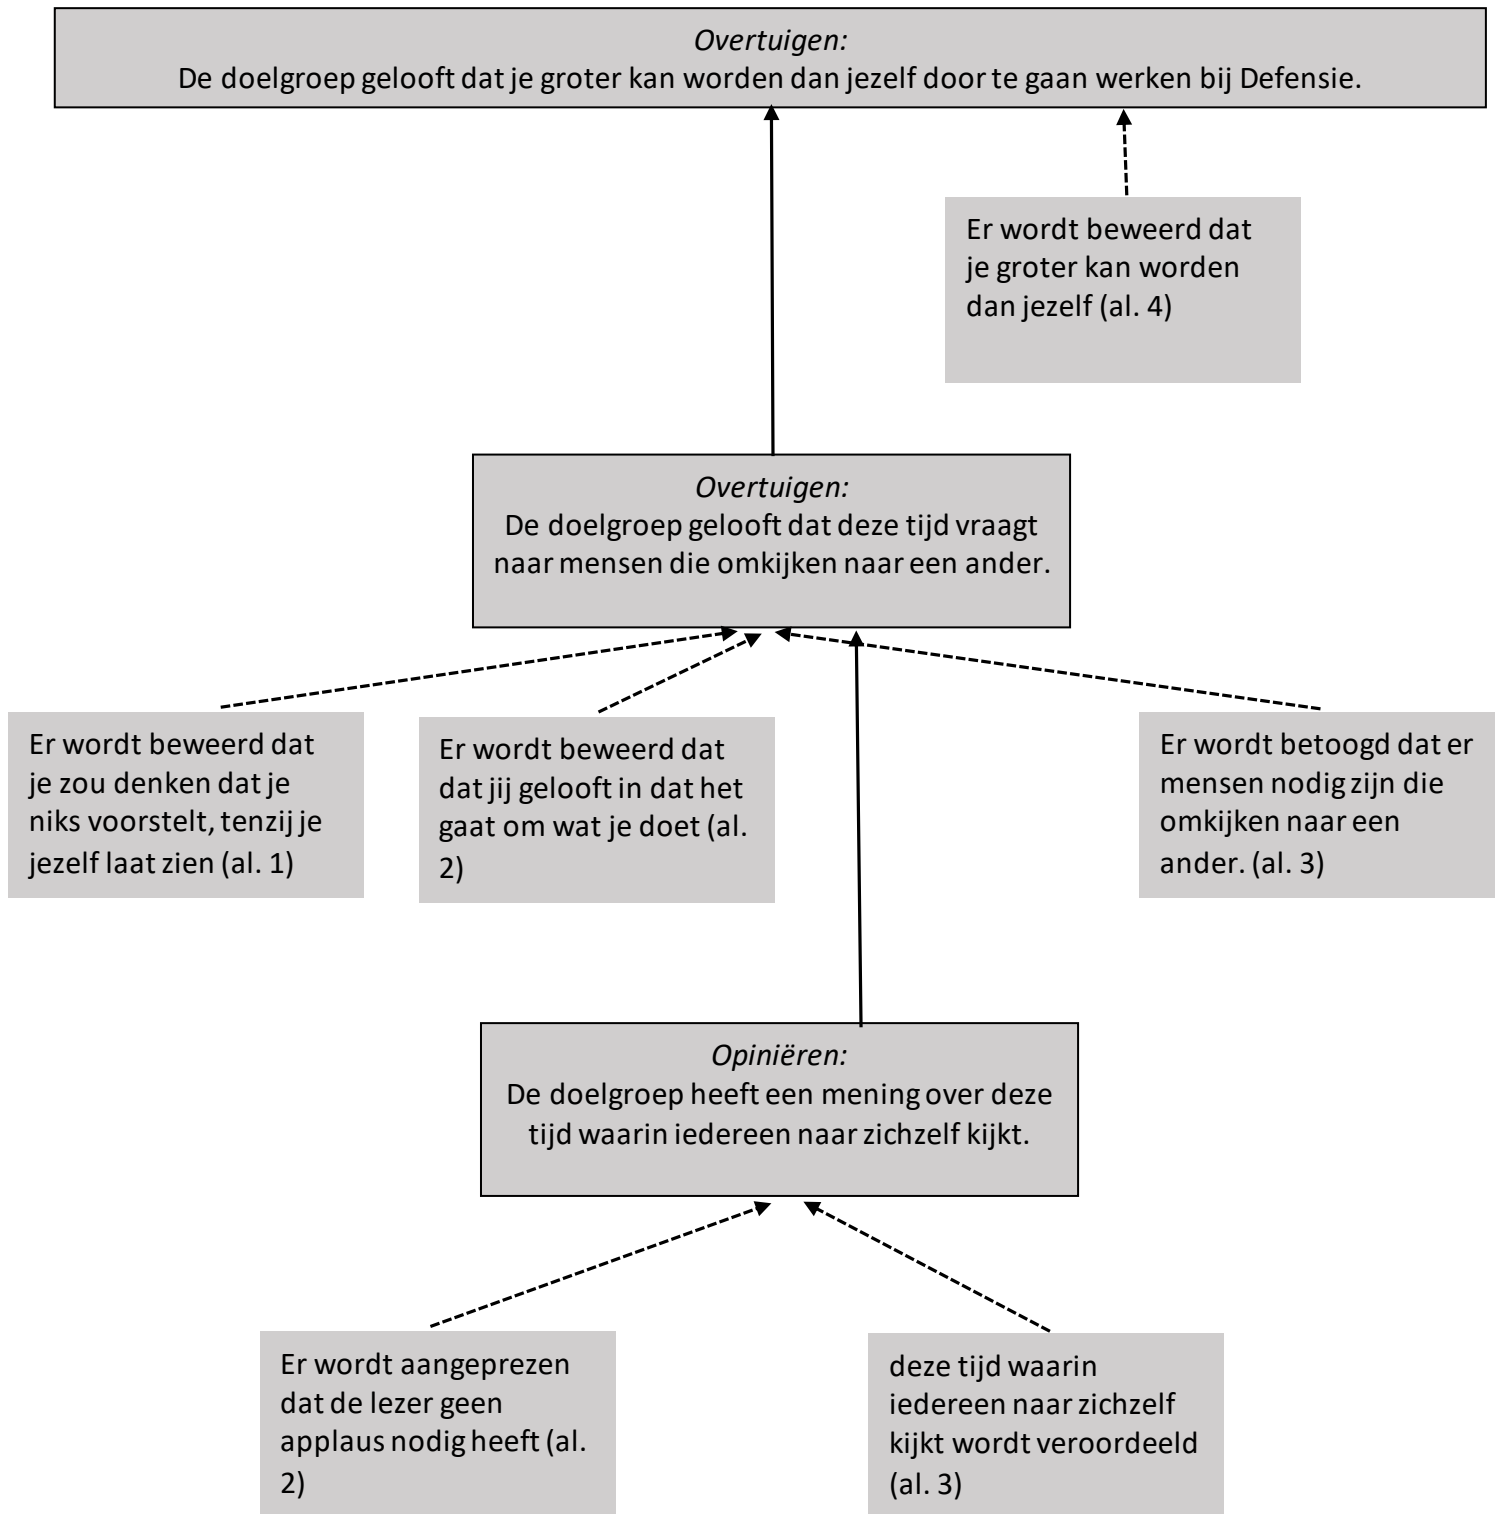 Overtuigen:
De doelgroep gelooft dat je groter kan worden dan jezelf door te gaan werken bij Defensie.
Er wordt beweerd dat
je groter kan worden
dan jezelf (al. 4)
Overtuigen:
De doelgroep gelooft dat deze tijd vraagt
naar mensen die omkijken naar een ander.
Er wordt beweerd dat
je zou denken dat je
niks voorstelt, tenzij je
jezelf laat zien (al. 1)
Er wordt beweerd dat
dat jij gelooft in dat het
gaat om wat je doet (al.
2)
Er wordt betoogd dat er
mensen nodig zijn die
omkijken naar een
ander. (al. 3)
Opiniëren:
De doelgroep heeft een mening over deze
tijd waarin iedereen naar zichzelf kijkt.
Er wordt aangeprezen
dat de lezer geen
applaus nodig heeft (al.
2)
deze tijd waarin
iedereen naar zichzelf
kijkt wordt veroordeeld
(al. 3)